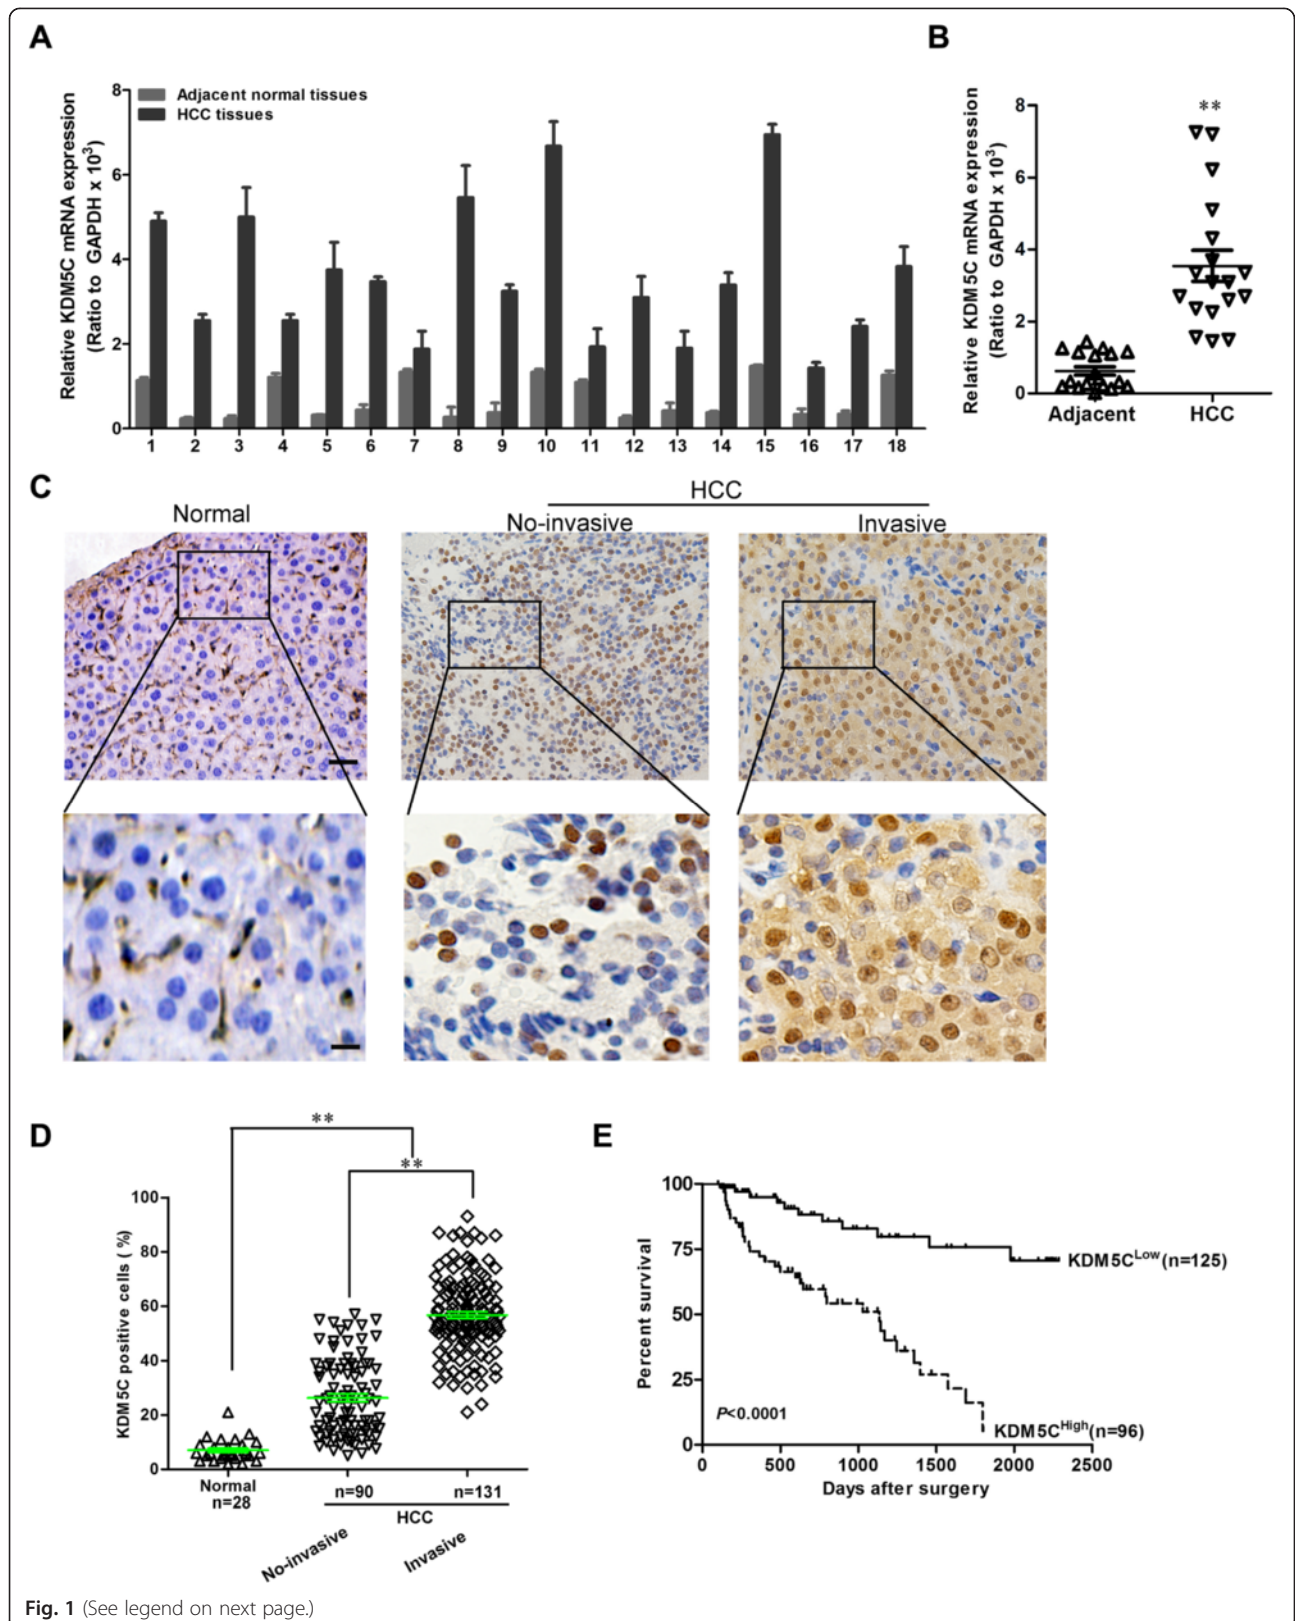 A
Relative KDM5C mRNA expression
(Ratio to GAPDH x 10³)
8
6
4
2
0
Adjacent normal tissues
HCC tissues
1 2 3 4 5 6 7 8 9 10 11 12 13 14 15 16 17 18
B
Relative KDM5C mRNA expression
(Ratio to GAPDH x 10³)
8
6
4
2
0
**
Adjacent HCC
C
HCC
Normal No-invasive Invasive
D
**
**
KDM5C positive cells (%)
100
80
60
40
20
0
Normal
n=28
n=90 n=131
HCC
No-invasive Invasive
E
Percent survival
100
75
50
25
0
KDM5CLow(n=125)
P<0.0001
KDM5CHigh(n=96)
0 500 1000 1500 2000 2500
Days after surgery
Fig. 1 (See legend on next page.)